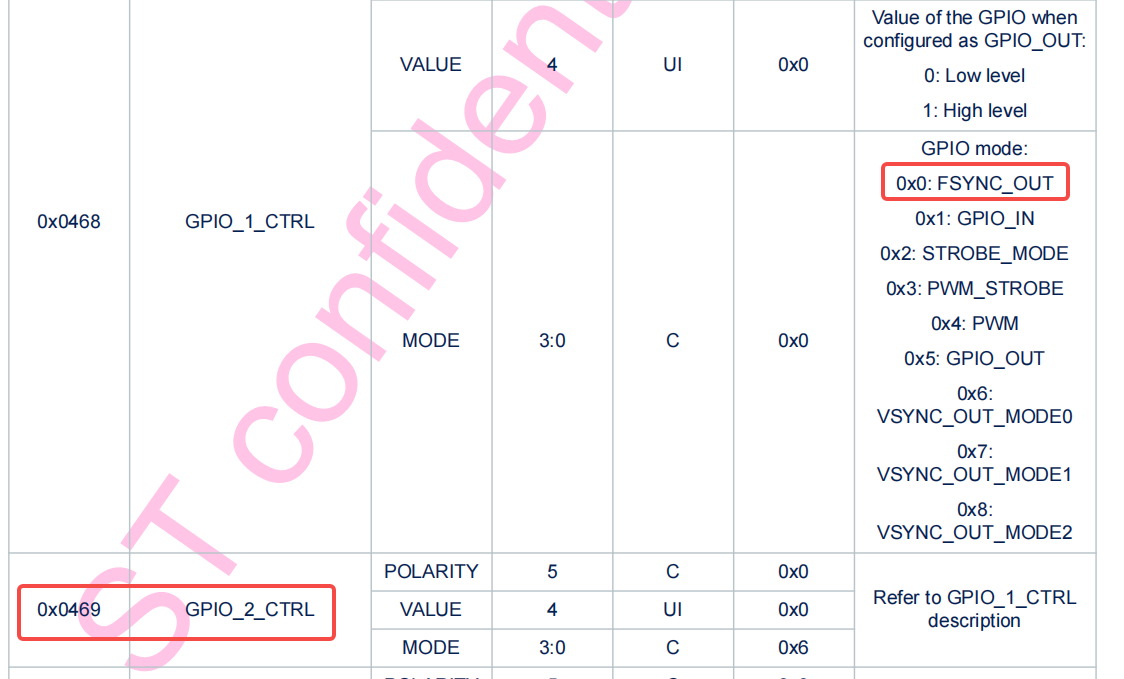 Value of the GPIO when
configured as GPIO_OUT:
VALUE 4 UI 0x0
0: Low level
1: High level
GPIO mode:
0x0: FSYNC_OUT
0x0468 GPIO_1_CTRL
0x1: GPIO_IN
0x2: STROBE_MODE
0x3: PWM_STROBE
0x4: PWM
MODE 3:0 C 0x0
0x5: GPIO_OUT
0x6:
VSYNC_OUT_MODE0
0x7:
VSYNC_OUT_MODE1
0x8:
VSYNC_OUT_MODE2
POLARITY 5 C 0x0
0x0469 GPIO_2_CTRL
VALUE 4 UI 0x0
Refer to GPIO_1_CTRL
description
MODE 3:0 C 0x6
ST confident